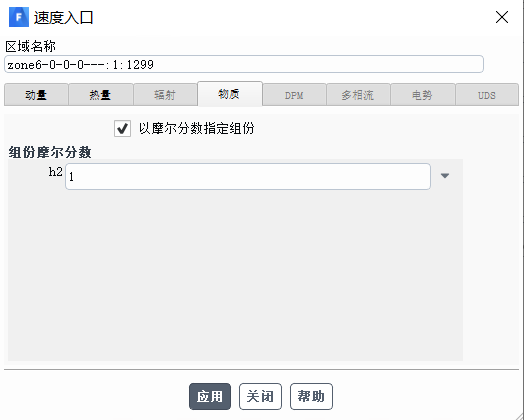 速度入口
区域名称
zone6-0-0-0---:1:1299
动量 热量 辐射 物质 DPM 多相流 电势 UDS
以摩尔分数指定组份
组份摩尔分数
h2 1
应用 关闭 帮助